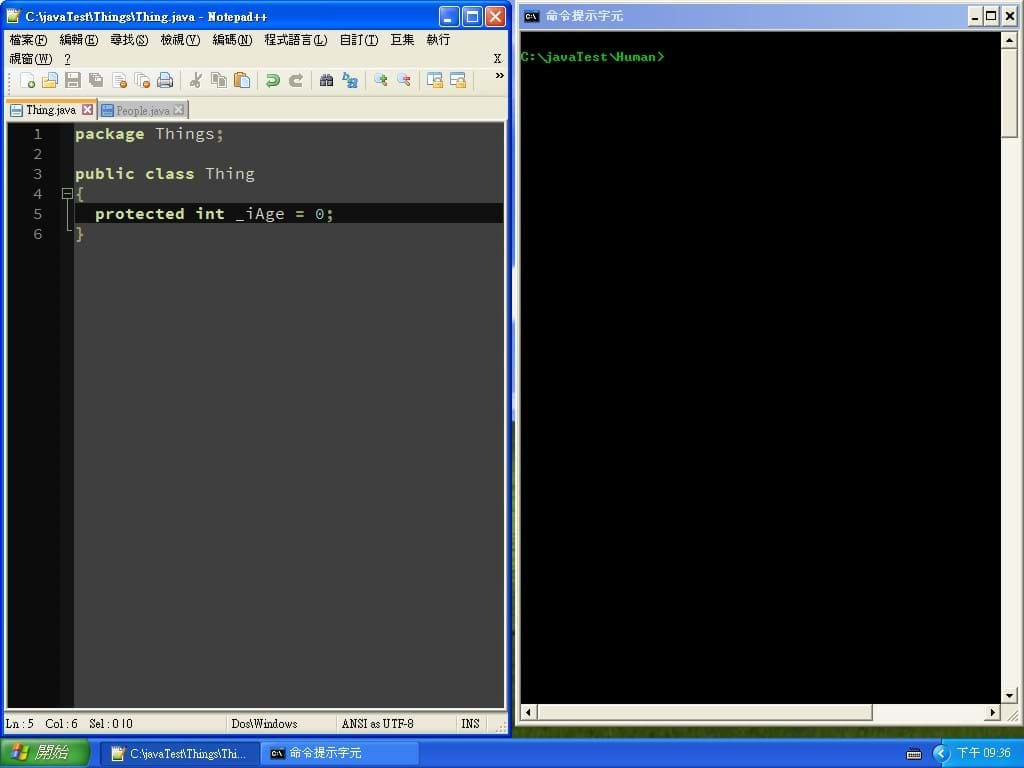 C:\javaTest\Things\Thing.java - Notepad++
檔案(F) 編輯(E) 尋找(S) 檢視(V) 編碼(N) 程式語言(L) 自訂(T) 巨集 執行
視窗(W) ? X
Thing.java People.java
1 package Things;
2
3 public class Thing
4 {
5 protected int _iAge = 0;
6 }
Ln : 5 Col : 6 Sel : 0 | 0 Dos\Windows ANSI as UTF-8 INS
命令提示字元
C:\javaTest\Human>
開始 C:\javaTest\Things\Thi... 命令提示字元 下午 09:36